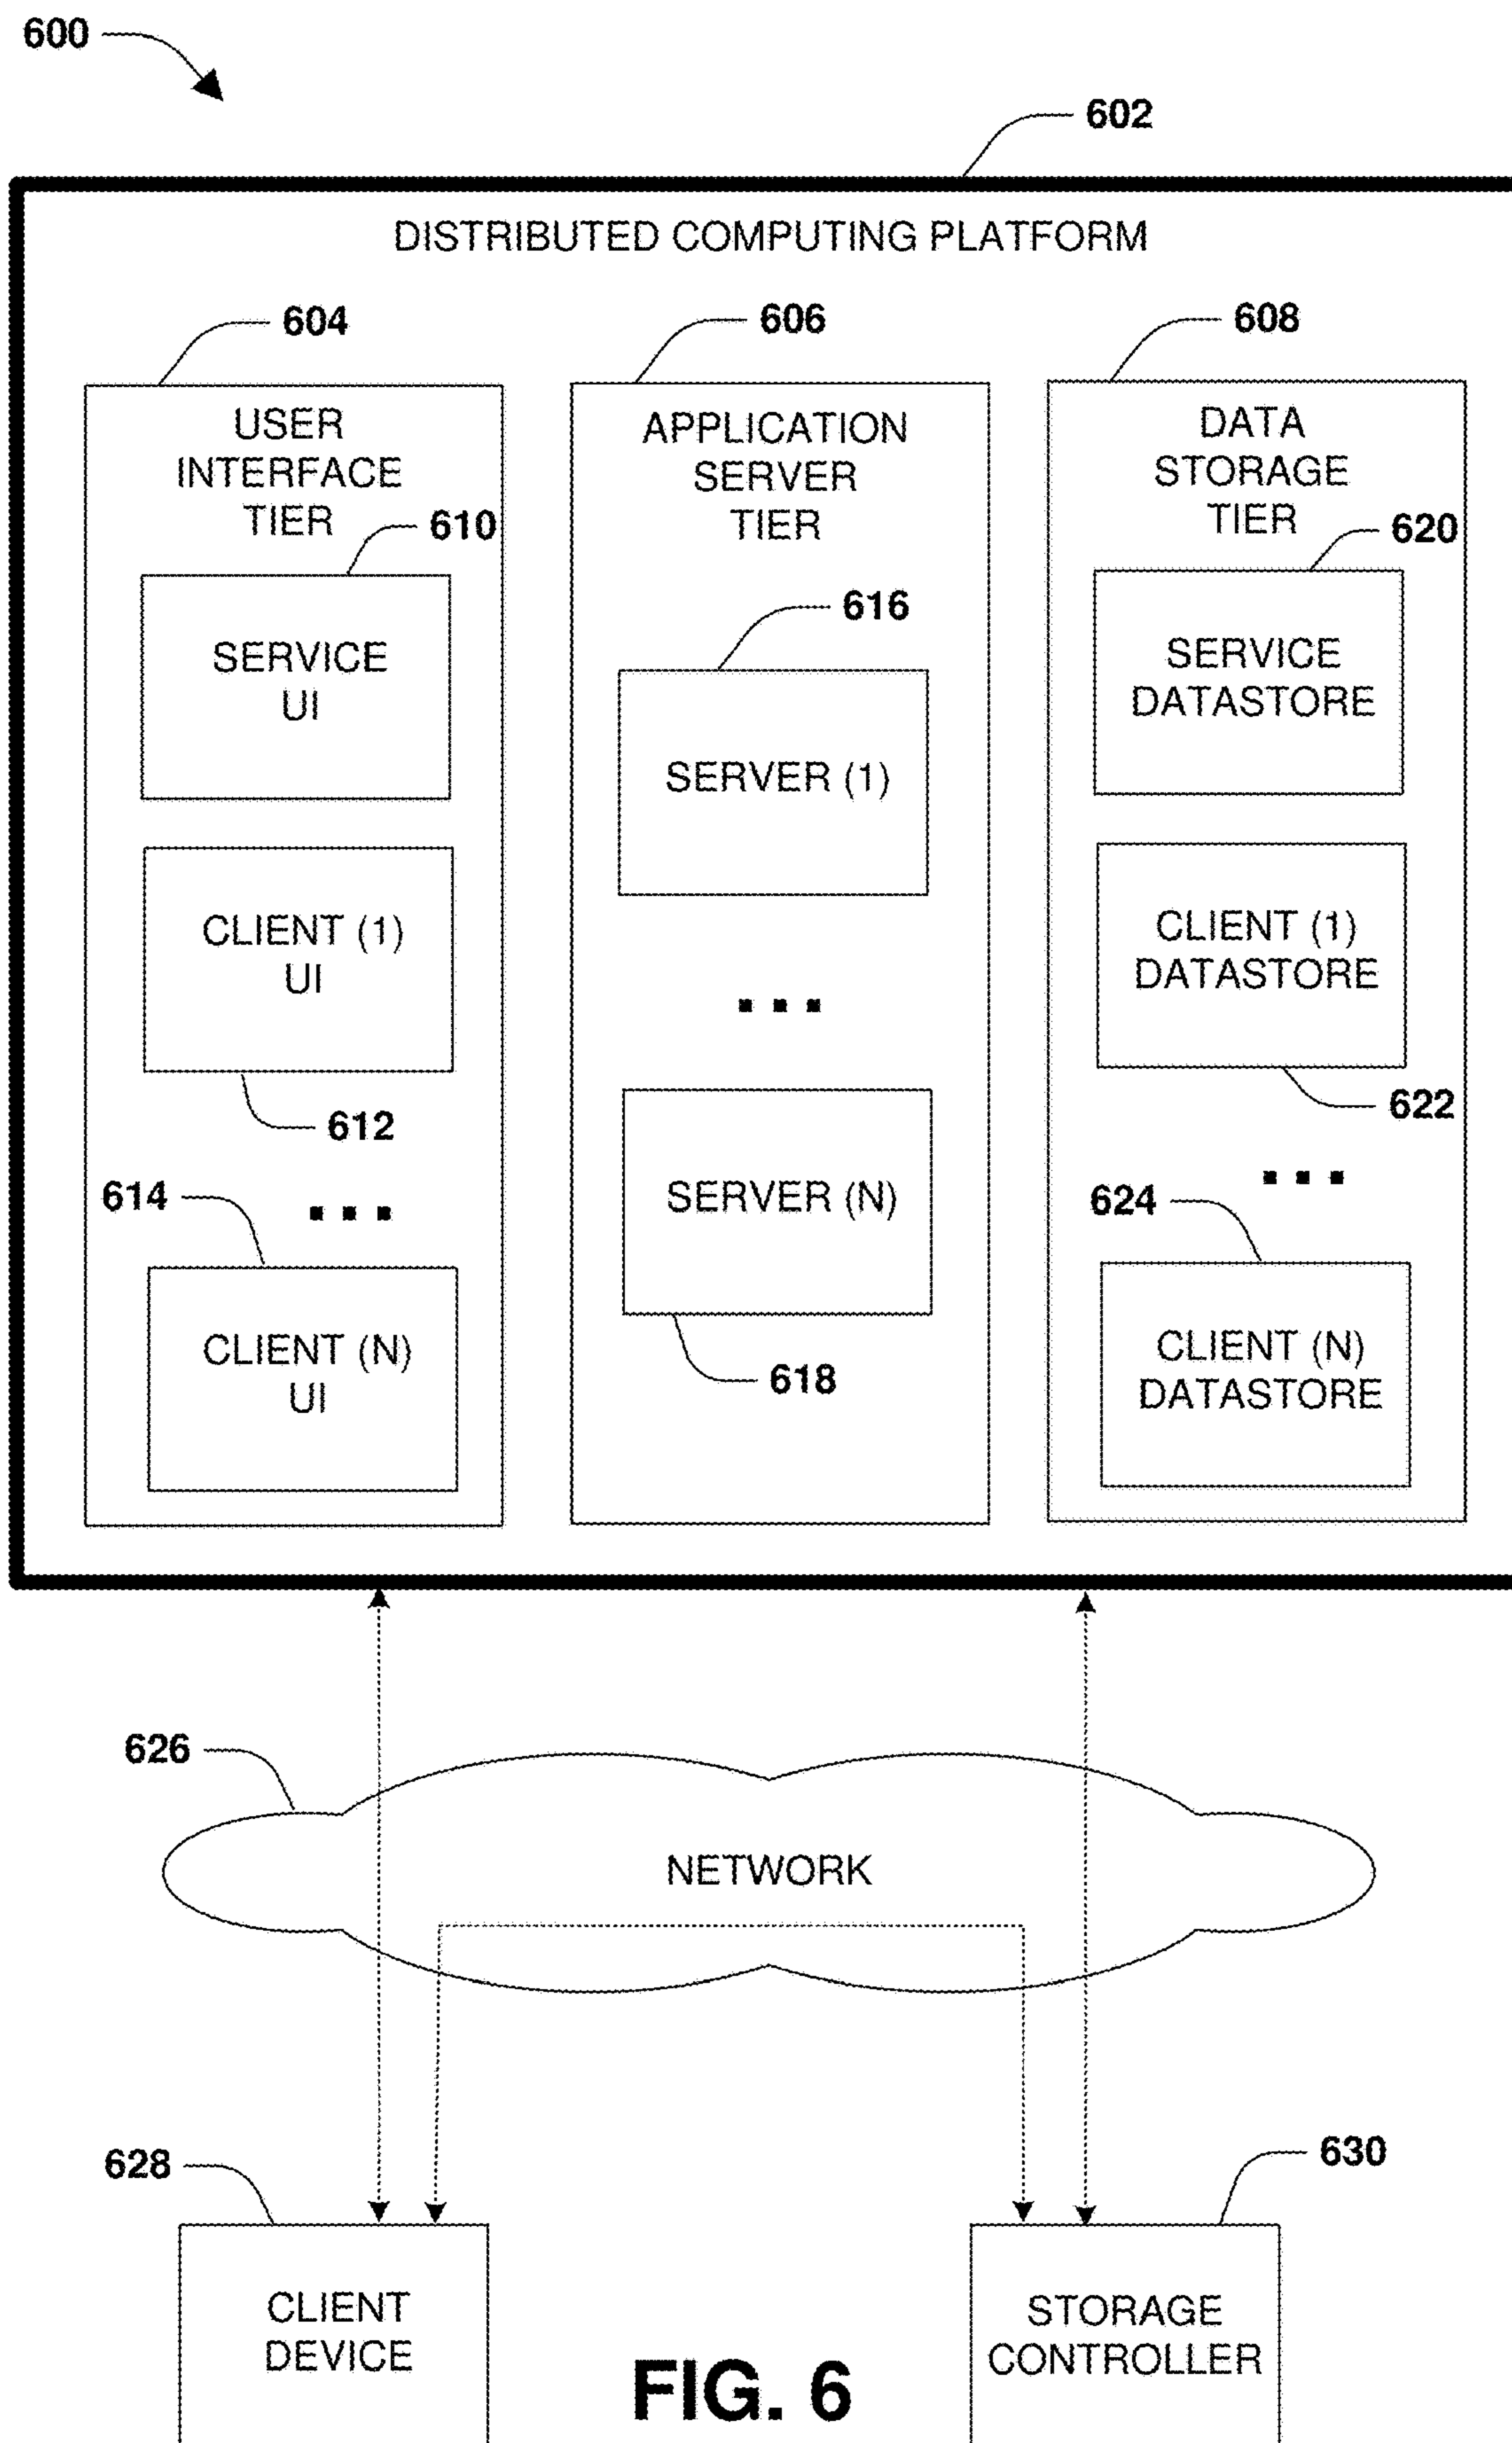 600
602
DISTRIBUTED COMPUTING PLATFORM
604
USER
INTERFACE
TIER
610
SERVICE
UI
CLIENT (1)
UI
612
614
CLIENT (N)
UI
606
APPLICATION
SERVER
TIER
616
SERVER (1)
SERVER (N)
618
608
DATA
STORAGE
TIER
620
SERVICE
DATASTORE
CLIENT (1)
DATASTORE
622
624
CLIENT (N)
DATASTORE
626
NETWORK
628
CLIENT
DEVICE
630
STORAGE
CONTROLLER
FIG. 6